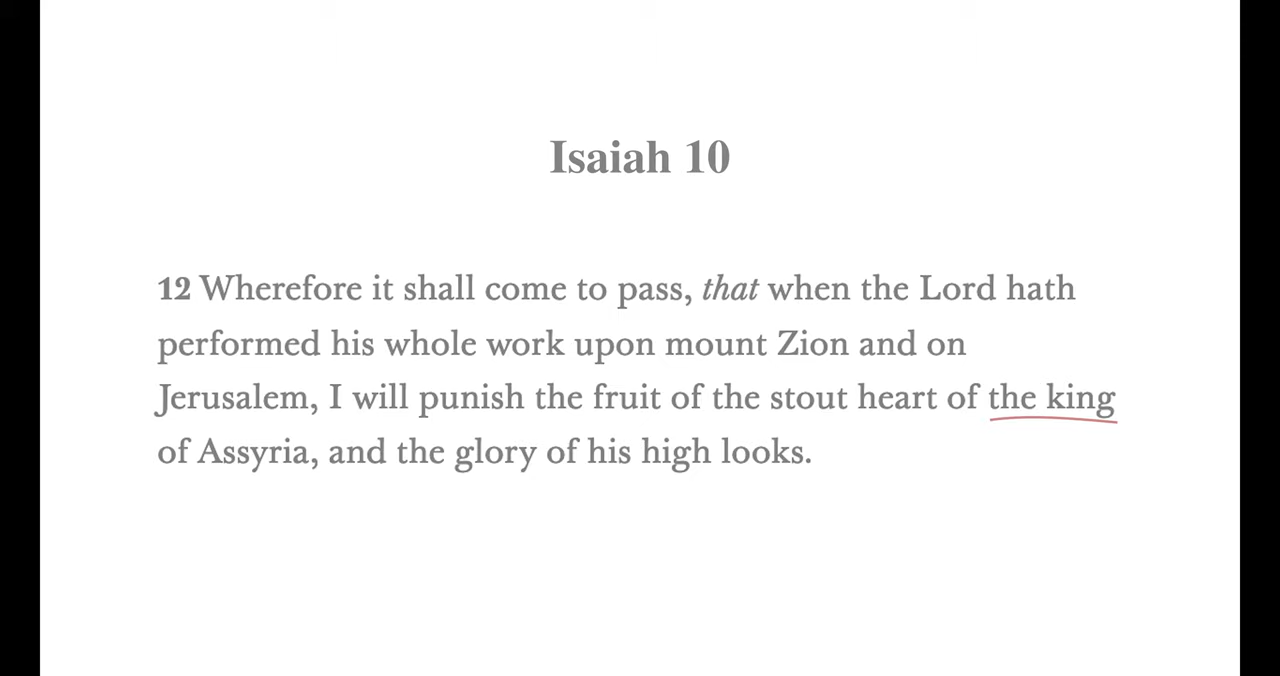 Isaiah 10
12 Wherefore it shall come to pass, that when the Lord hath
performed his whole work upon mount Zion and on
Jerusalem, I will punish the fruit of the stout heart of the king
of Assyria, and the glory of his high looks.